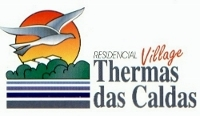 RESIDENCIAL Village
Thermas
das Caldas